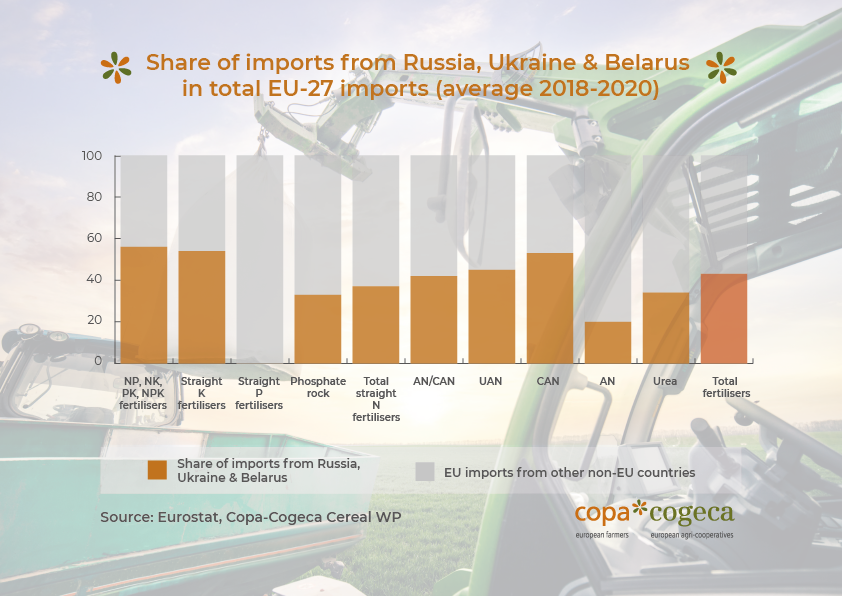 Share of imports from Russia, Ukraine & Belarus
in total EU-27 imports (average 2018-2020)
100
80
60
40
20
0
NP, NK,
PK, NPK
fertilisers
Straight
K
fertilisers
Straight
P
fertilisers
Phosphate
rock
Total
straight
N
fertilisers
AN/CAN
UAN
CAN
AN
Urea
Total
fertilisers
Share of imports from Russia,
Ukraine & Belarus
EU imports from other non-EU countries
Source: Eurostat, Copa-Cogeca Cereal WP
copa cogeca
european farmers european agri-cooperatives